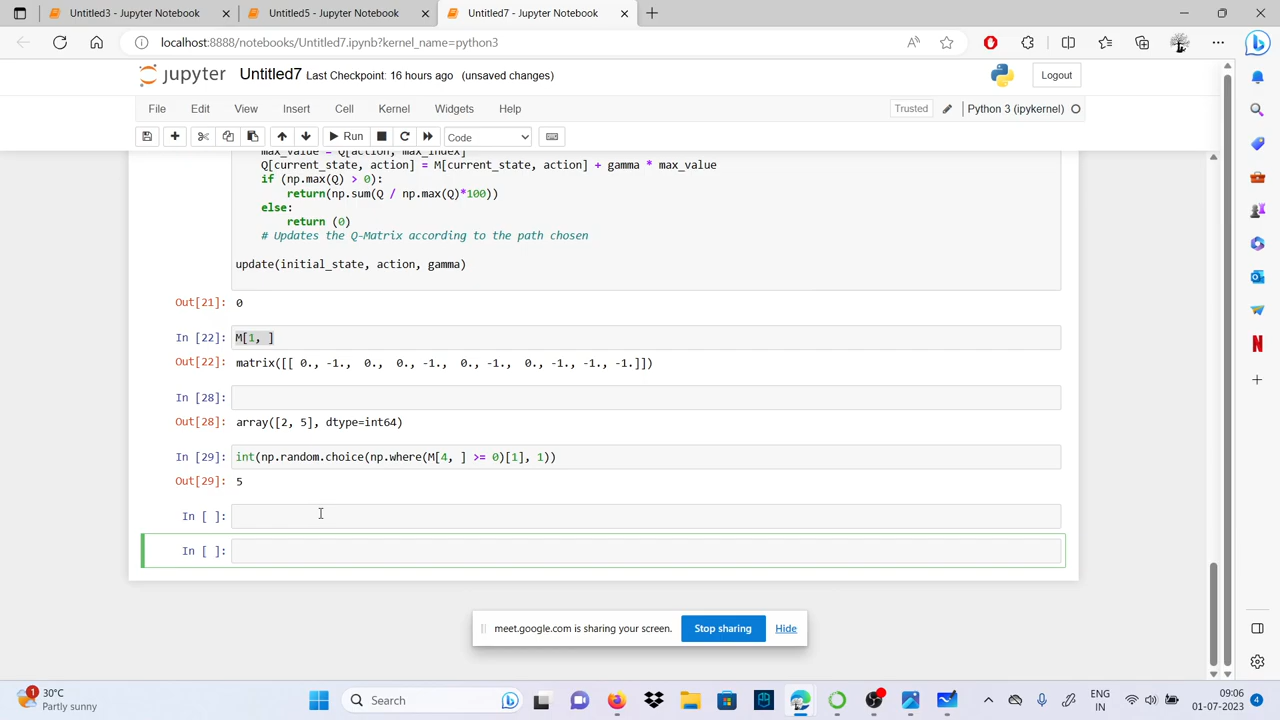 Untitled3 - Jupyter Notebook
Untitled5 - Jupyter Notebook
Untitled7 - Jupyter Notebook
localhost:8888/notebooks/Untitled7.ipynb?kernel_name=python3
jupyter Untitled7 Last Checkpoint: 16 hours ago (unsaved changes)
Logout
File Edit View Insert Cell Kernel Widgets Help
Trusted Python 3 (ipykernel)
Run Code
max_value = Q[action, max_index]
Q[current_state, action] = M[current_state, action] + gamma * max_value
if (np.max(Q) > 0):
return(np.sum(Q / np.max(Q)*100))
else:
return (0)
# Updates the Q-Matrix according to the path chosen
update(initial_state, action, gamma)
Out[21]: 0
In [22]: M[1, ]
Out[22]: matrix([[ 0., -1., 0., 0., -1., 0., -1., 0., -1., -1., -1.]])
In [28]:
Out[28]: array([2, 5], dtype=int64)
In [29]: int(np.random.choice(np.where(M[4, ] >= 0)[1], 1))
Out[29]: 5
In [ ]:
In [ ]:
meet.google.com is sharing your screen. Stop sharing Hide
1
30°C
Partly sunny
Search
ENG
IN
09:06
01-07-2023
4